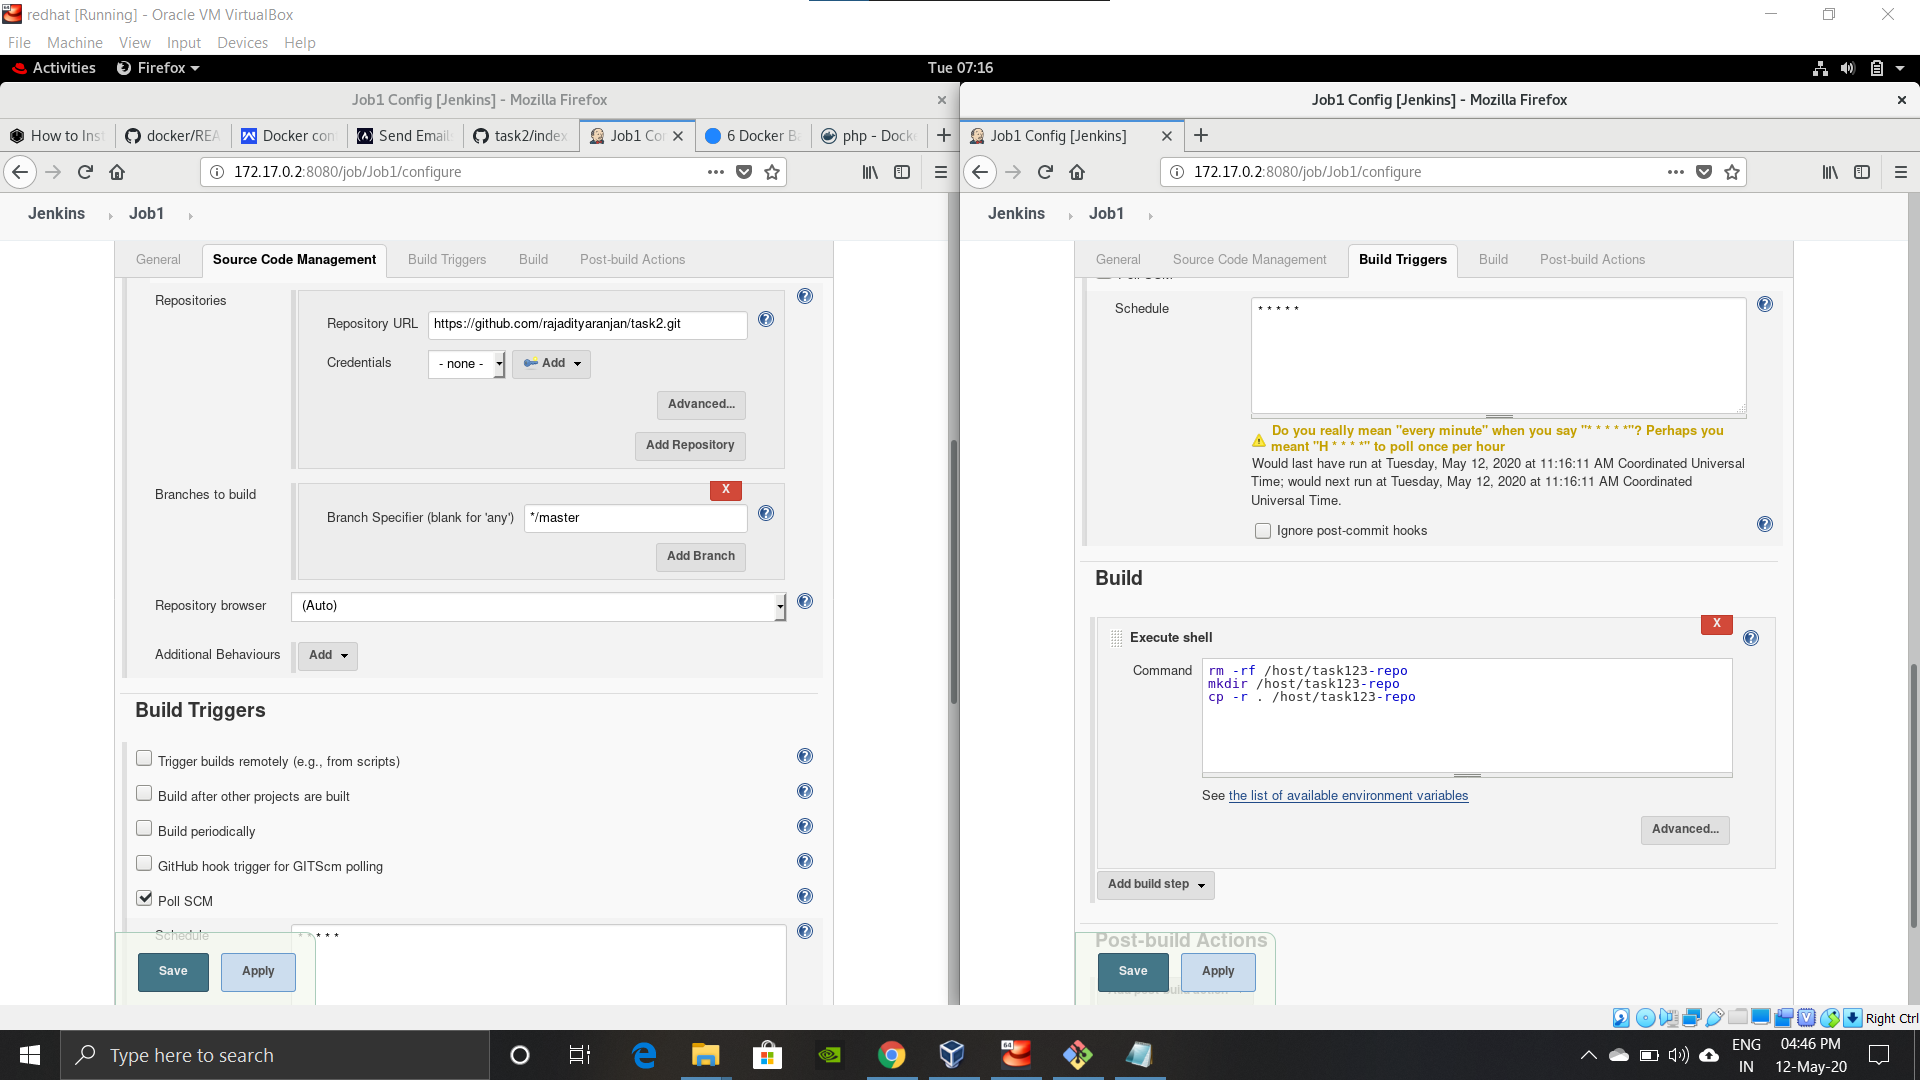 redhat [Running] - Oracle VM VirtualBox
File Machine View Input Devices Help
Activities Firefox Tue 07:16
Job1 Config [Jenkins] - Mozilla Firefox
How to Ins docker/REA Docker con Send Email task2/index Job1 Co 6 Docker B php - Dock
172.17.0.2:8080/job/Job1/configure
Jenkins Job1
General Source Code Management Build Triggers Build Post-build Actions
Repositories
Repository URL https://github.com/rajadityaranjan/task2.git
Credentials - none - Add
Advanced...
Add Repository
Branches to build X
Branch Specifier (blank for 'any') */master
Add Branch
Repository browser (Auto)
Additional Behaviours Add
Build Triggers
Trigger builds remotely (e.g., from scripts)
Build after other projects are built
Build periodically
GitHub hook trigger for GITScm polling
Poll SCM
Schedule * * * * *
Save Apply
Job1 Config [Jenkins] - Mozilla Firefox
Job1 Config [Jenkins]
172.17.0.2:8080/job/Job1/configure
Jenkins Job1
General Source Code Management Build Triggers Build Post-build Actions
Schedule * * * * *
Do you really mean "every minute" when you say "* * * * *"? Perhaps you
meant "H * * * *" to poll once per hour
Would last have run at Tuesday, May 12, 2020 at 11:16:11 AM Coordinated Universal
Time; would next run at Tuesday, May 12, 2020 at 11:16:11 AM Coordinated
Universal Time.
Ignore post-commit hooks
Build
X
Execute shell
Command rm -rf /host/task123-repo
mkdir /host/task123-repo
cp -r . /host/task123-repo
See the list of available environment variables
Advanced...
Add build step
Post-build Actions
Save Apply
Right Ctrl
Type here to search
ENG
IN
04:46 PM
12-May-20